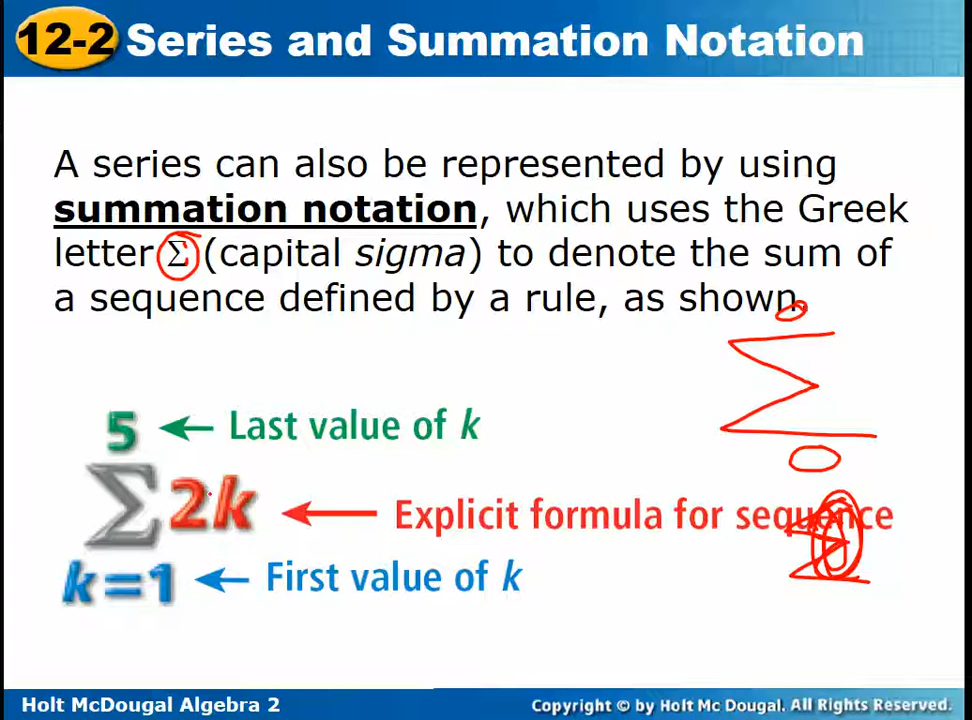 12-2 Series and Summation Notation
A series can also be represented by using
summation notation, which uses the Greek
letter Σ (capital sigma) to denote the sum of
a sequence defined by a rule, as shown.
5 Last value of k
Σ 2k Explicit formula for sequence
k=1 First value of k
Σ
Holt McDougal Algebra 2
Copyright © by Holt Mc Dougal. All Rights Reserved.